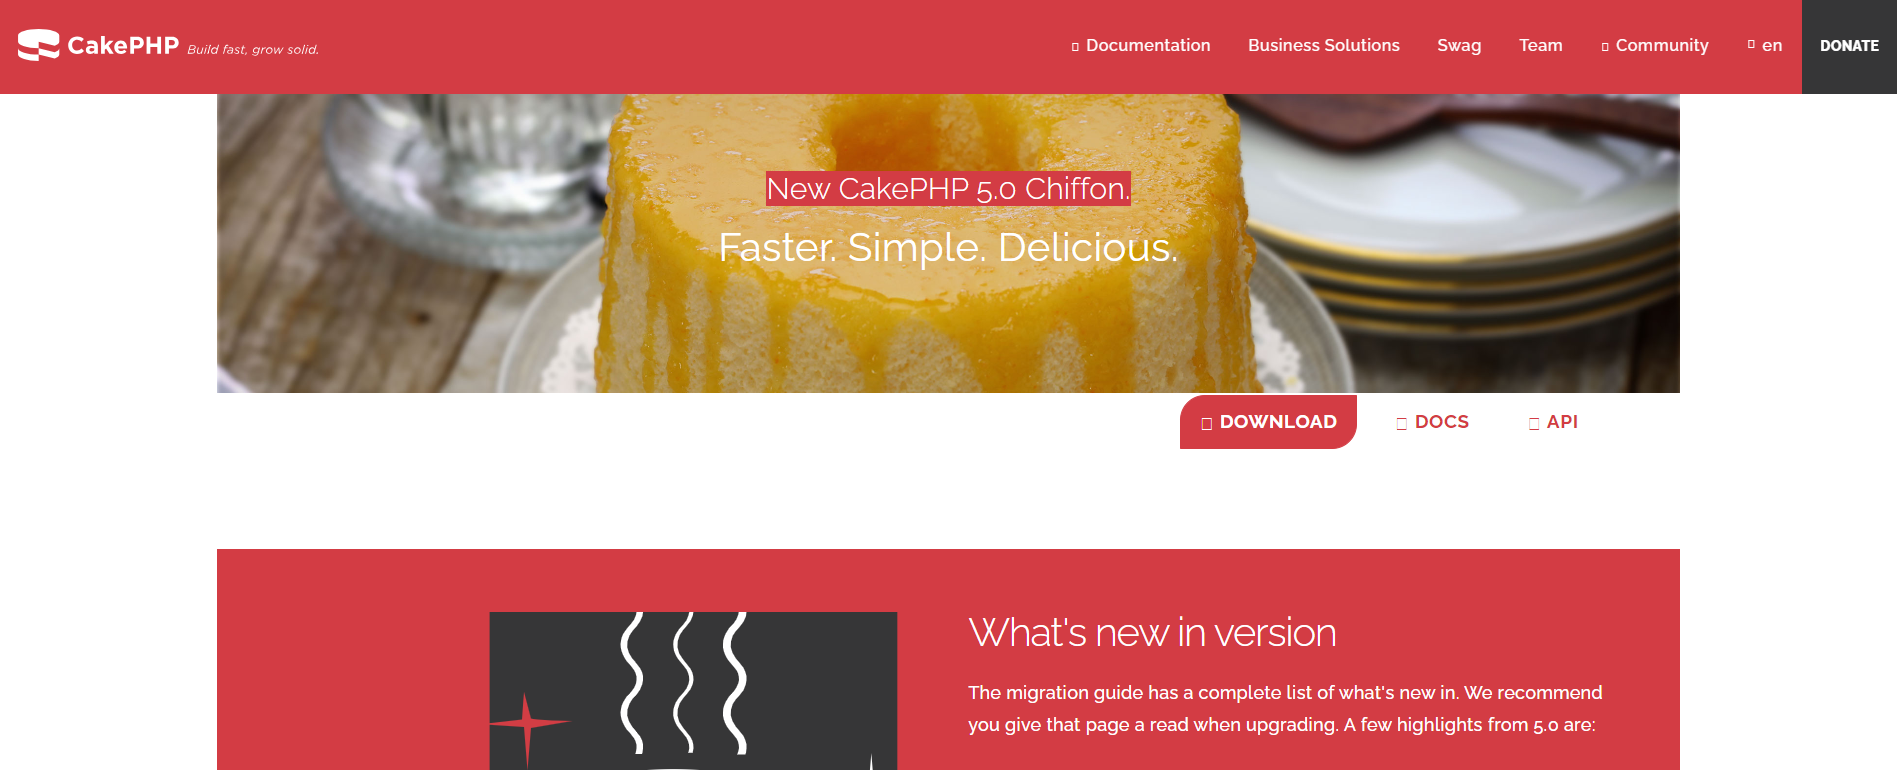 CakePHP Build fast, grow solid.
Documentation Business Solutions Swag Team Community en DONATE
New CakePHP 5.0 Chiffon.
Faster. Simple. Delicious.
DOWNLOAD DOCS API
What's new in version
The migration guide has a complete list of what's new in. We recommend
you give that page a read when upgrading. A few highlights from 5.0 are: